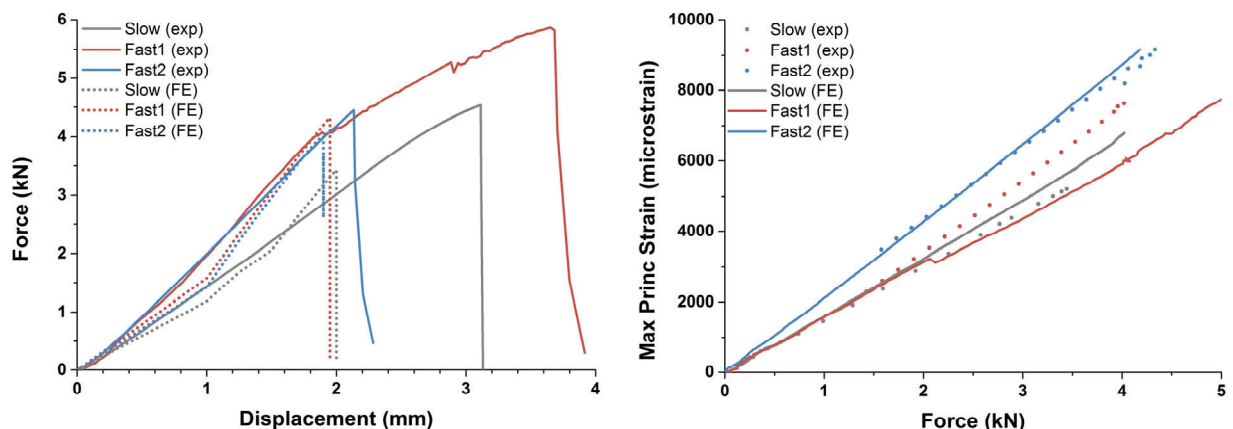 6
5
4
3
2
1
0
Force (kN)
Slow (exp)
Fast1 (exp)
Fast2 (exp)
Slow (FE)
Fast1 (FE)
Fast2 (FE)
0 1 2 3 4
Displacement (mm)
10000
8000
6000
4000
2000
0
Max Princ Strain (microstrain)
Slow (exp)
Fast1 (exp)
Fast2 (exp)
Slow (FE)
Fast1 (FE)
Fast2 (FE)
0 1 2 3 4 5
Force (kN)